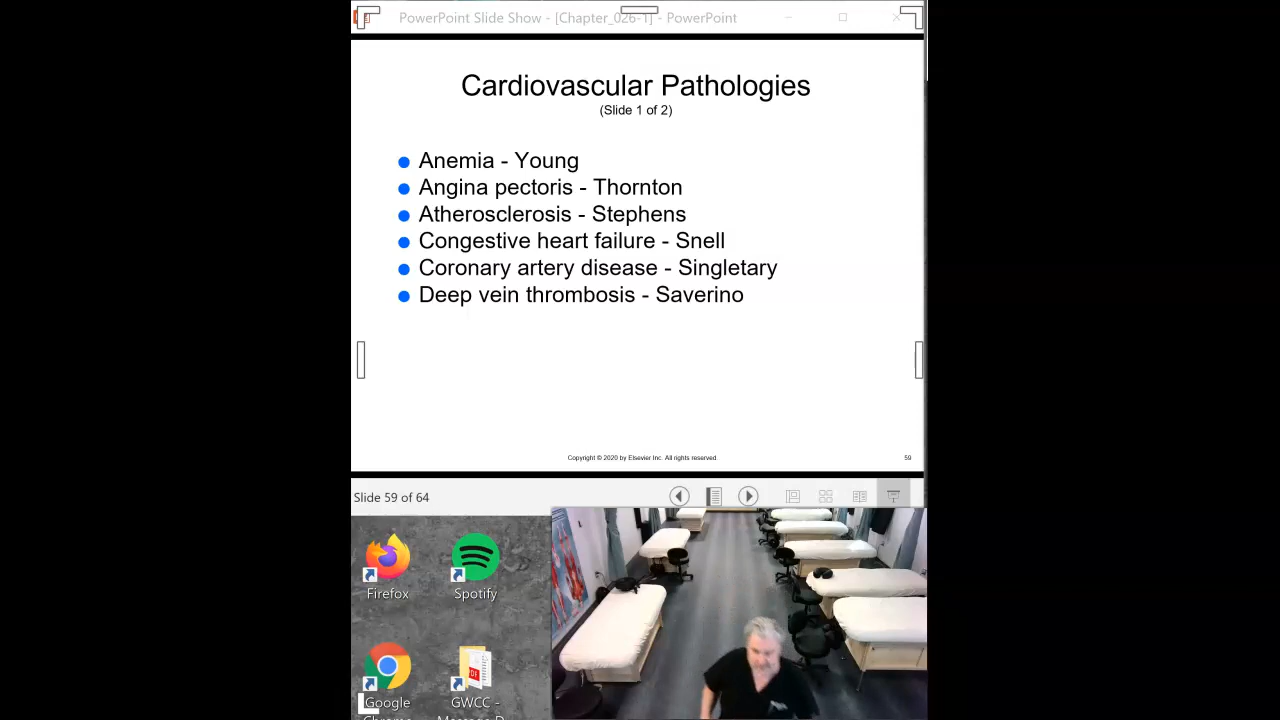 PowerPoint Slide Show - [Chapter_026-1] - PowerPoint
Cardiovascular Pathologies
(Slide 1 of 2)
Anemia - Young
Angina pectoris - Thornton
Atherosclerosis - Stephens
Congestive heart failure - Snell
Coronary artery disease - Singletary
Deep vein thrombosis - Saverino
Copyright © 2020 by Elsevier Inc. All rights reserved
59
Slide 59 of 64
Firefox
Spotify
Google
GWCC -